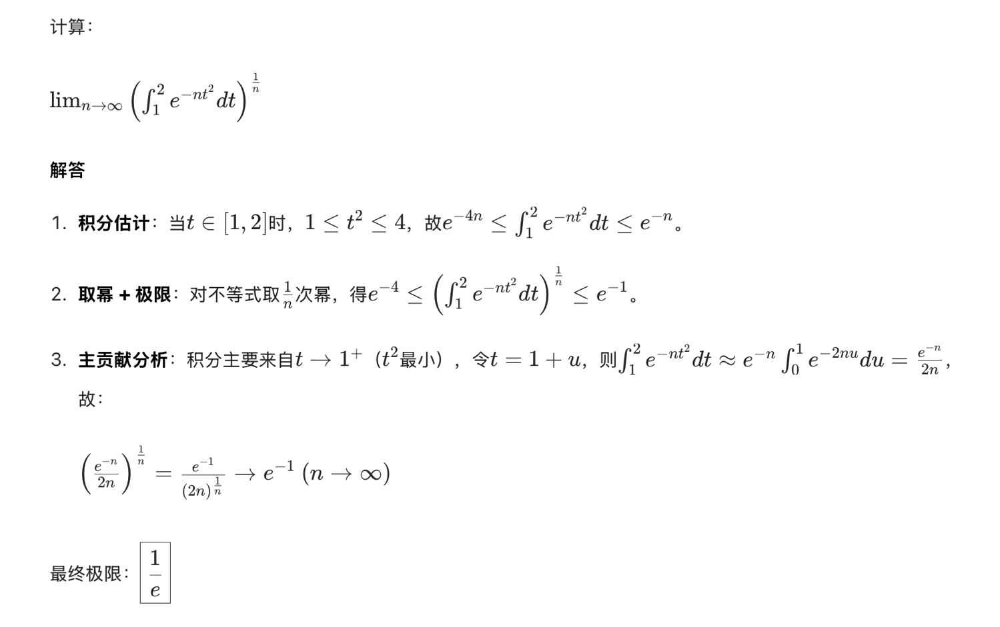 计算：
$\lim_{n \to \infty} \left( \int_1^2 e^{-nt^2} dt \right)^{\frac{1}{n}}$
解答
1. 积分估计：当$t \in [1, 2]$时，$1 \leq t^2 \leq 4$，故$e^{-4n} \leq \int_1^2 e^{-nt^2} dt \leq e^{-n}$。
2. 取幂 + 极限：对不等式取$\frac{1}{n}$次幂，得$e^{-4} \leq \left( \int_1^2 e^{-nt^2} dt \right)^{\frac{1}{n}} \leq e^{-1}$。
3. 主贡献分析：积分主要来自$t \to 1^+$（$t^2$最小），令$t = 1 + u$，则$\int_1^2 e^{-nt^2} dt \approx e^{-n} \int_0^1 e^{-2nu} du = \frac{e^{-n}}{2n}$，
故：
$\left( \frac{e^{-n}}{2n} \right)^{\frac{1}{n}} = \frac{e^{-1}}{(2n)^{\frac{1}{n}}} \to e^{-1} \ (n \to \infty)$
最终极限：$\boxed{\frac{1}{e}}$